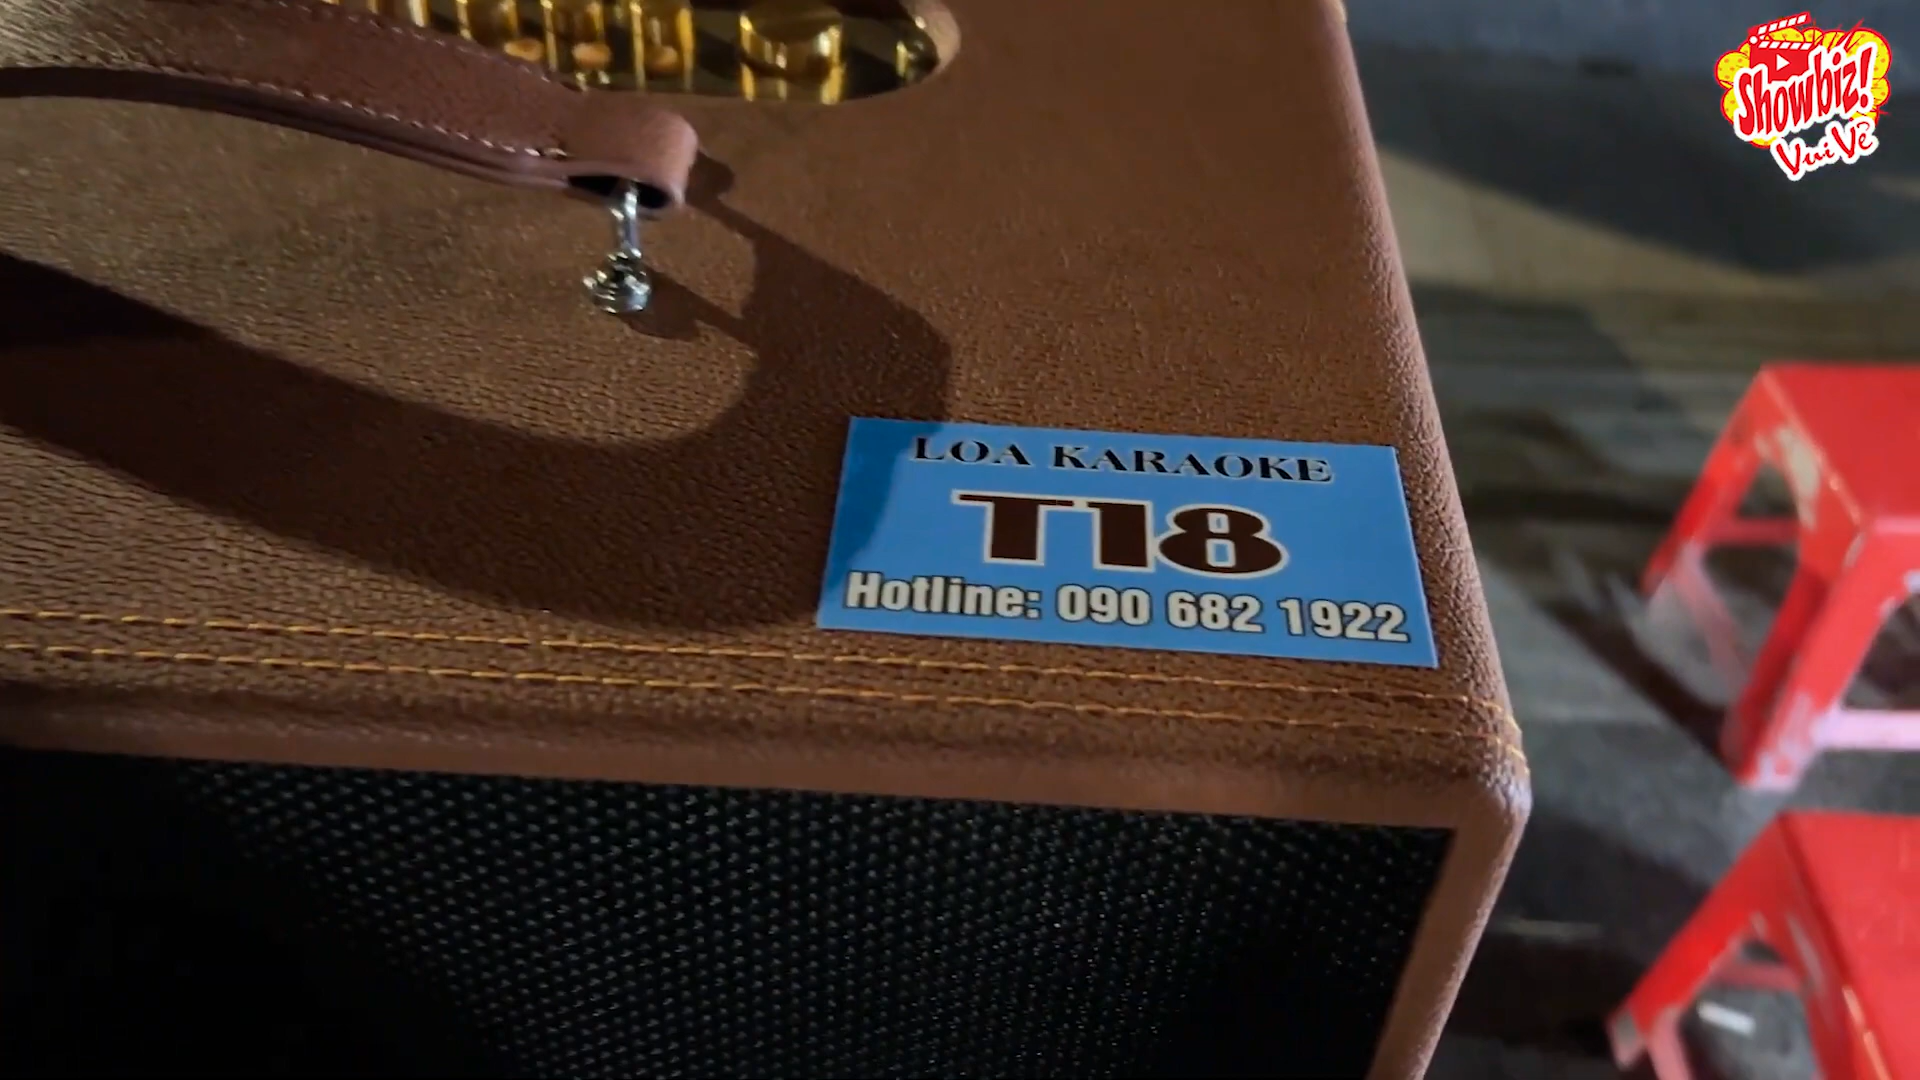 Showbiz!
Vui Vẻ
LOA KARAOKE
T18
Hotline: 090 682 1922